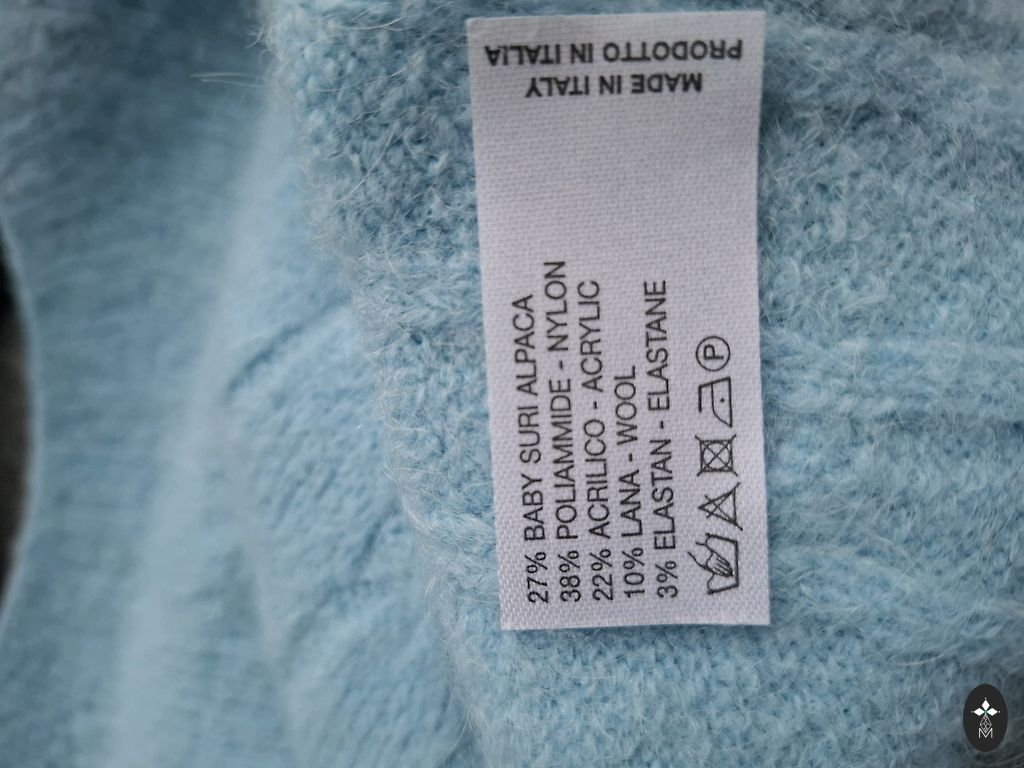 PRODOTTO IN ITALIA
MADE IN ITALY
27% BABY SURI ALPACA
38% POLIAMMIDE - NYLON
22% ACRILICO - ACRYLIC
10% LANA - WOOL
3% ELASTAN - ELASTANE
P
M